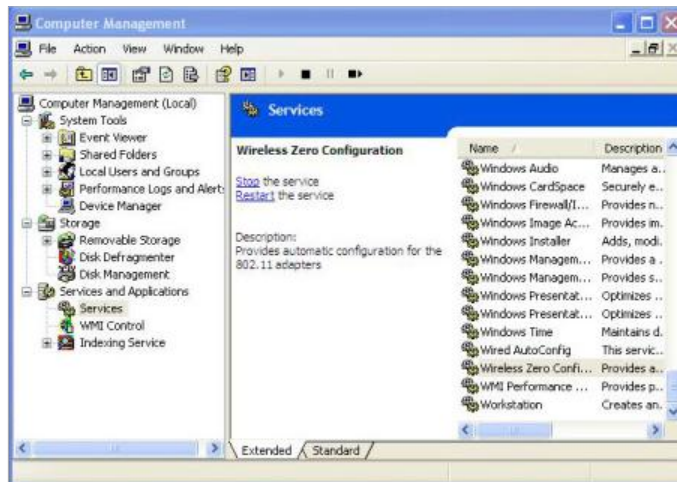 Computer Management
File Action View Window Help
Computer Management (Local)
System Tools
Event Viewer
Shared Folders
Local Users and Groups
Performance Logs and Alert
Device Manager
Storage
Removable Storage
Disk Defragmenter
Disk Management
Services and Applications
Services
WMI Control
Indexing Service
Services
Wireless Zero Configuration
Stop the service
Restart the service
Description:
Provides automatic configuration for the
802.11 adapters
Name Description
Windows Audio Manages a..
Windows CardSpace Securely e...
Windows Firewall/I... Provides n...
Windows Image Ac... Provides im.
Windows Installer Adds, modi.
Windows Managem... Provides a .
Windows Managem... Provides s...
Windows Presentat... Optimizes ..
Windows Presentat... Optimizes ..
Windows Time Maintains d.
Wired AutoConfig This servic...
Wireless Zero Confi... Provides a...
WMI Performance ... Provides p...
Workstation Creates an.
Extended Standard